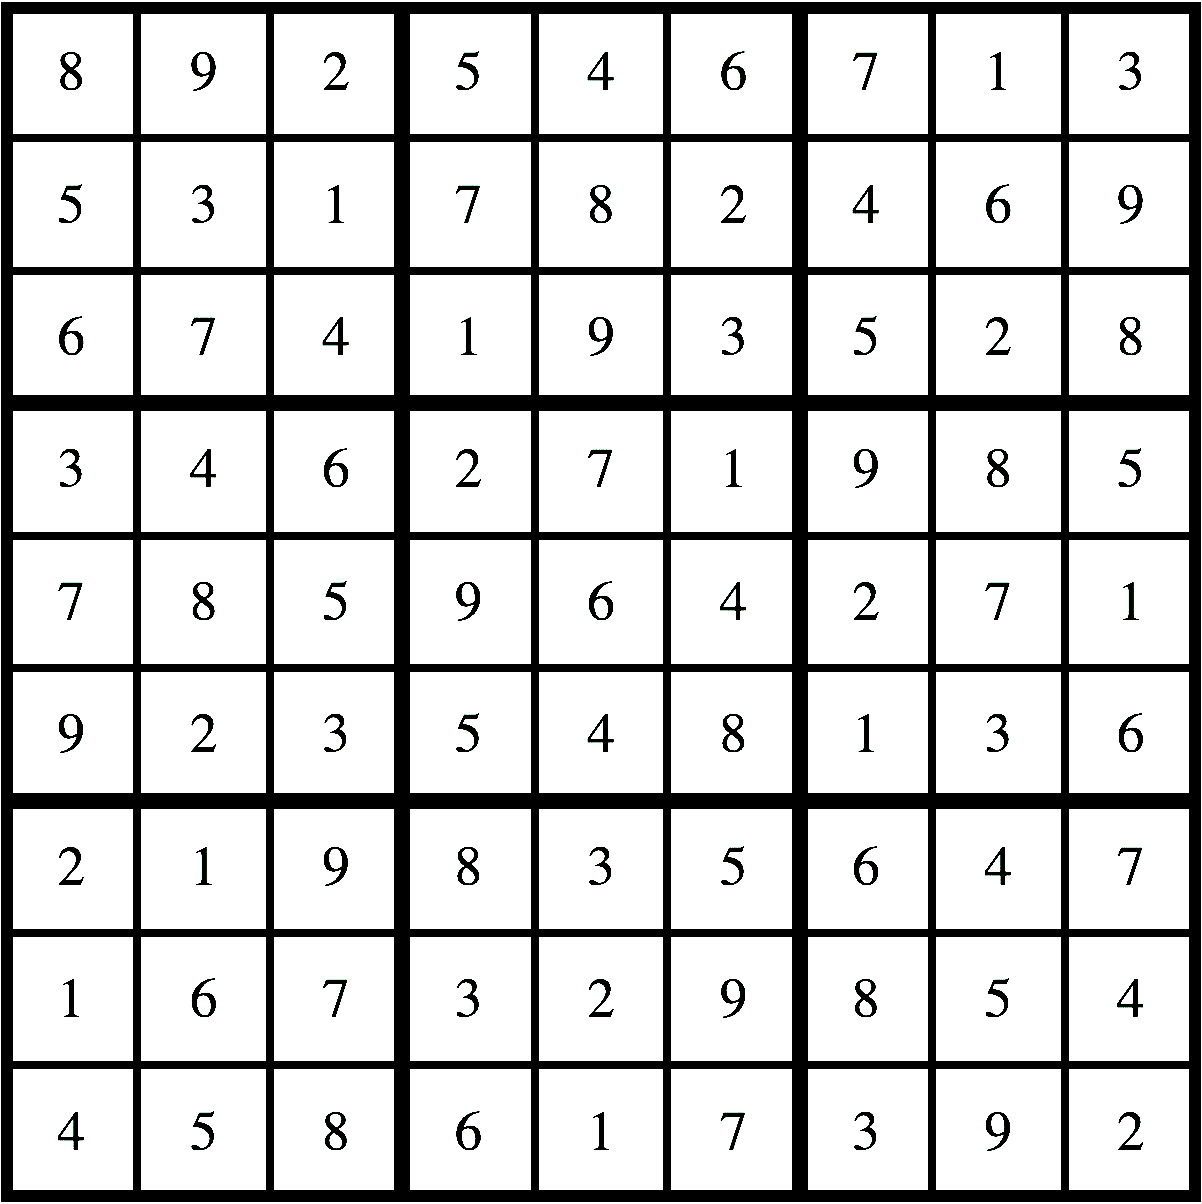 8 9 2 5 4 6 7 1 3
5 3 1 7 8 2 4 6 9
6 7 4 1 9 3 5 2 8
3 4 6 2 7 1 9 8 5
7 8 5 9 6 4 2 7 1
9 2 3 5 4 8 1 3 6
2 1 9 8 3 5 6 4 7
1 6 7 3 2 9 8 5 4
4 5 8 6 1 7 3 9 2